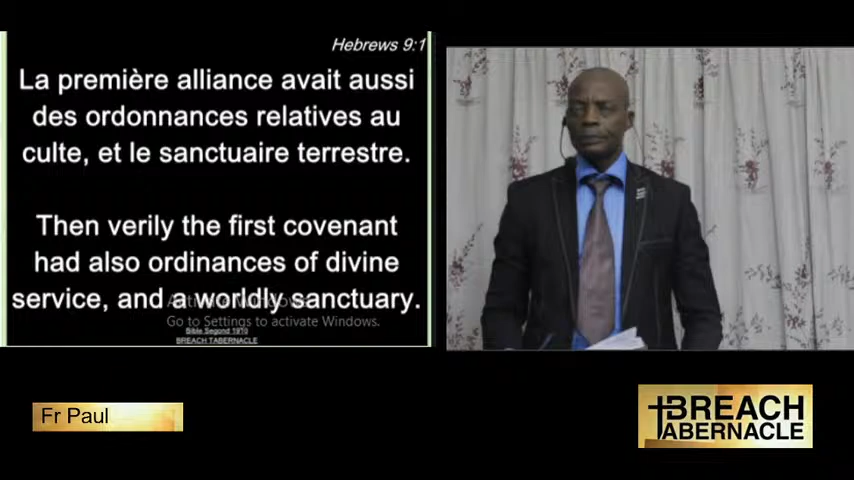 Hebrews 9:1
La première alliance avait aussi
des ordonnances relatives au
culte, et le sanctuaire terrestre.
Then verily the first covenant
had also ordinances of divine
service, and a worldly sanctuary.
Activate Windows
Go to Settings to activate Windows.
Bible Segond 1910
BREACH TABERNACLE
Fr Paul
BREACH
TABERNACLE